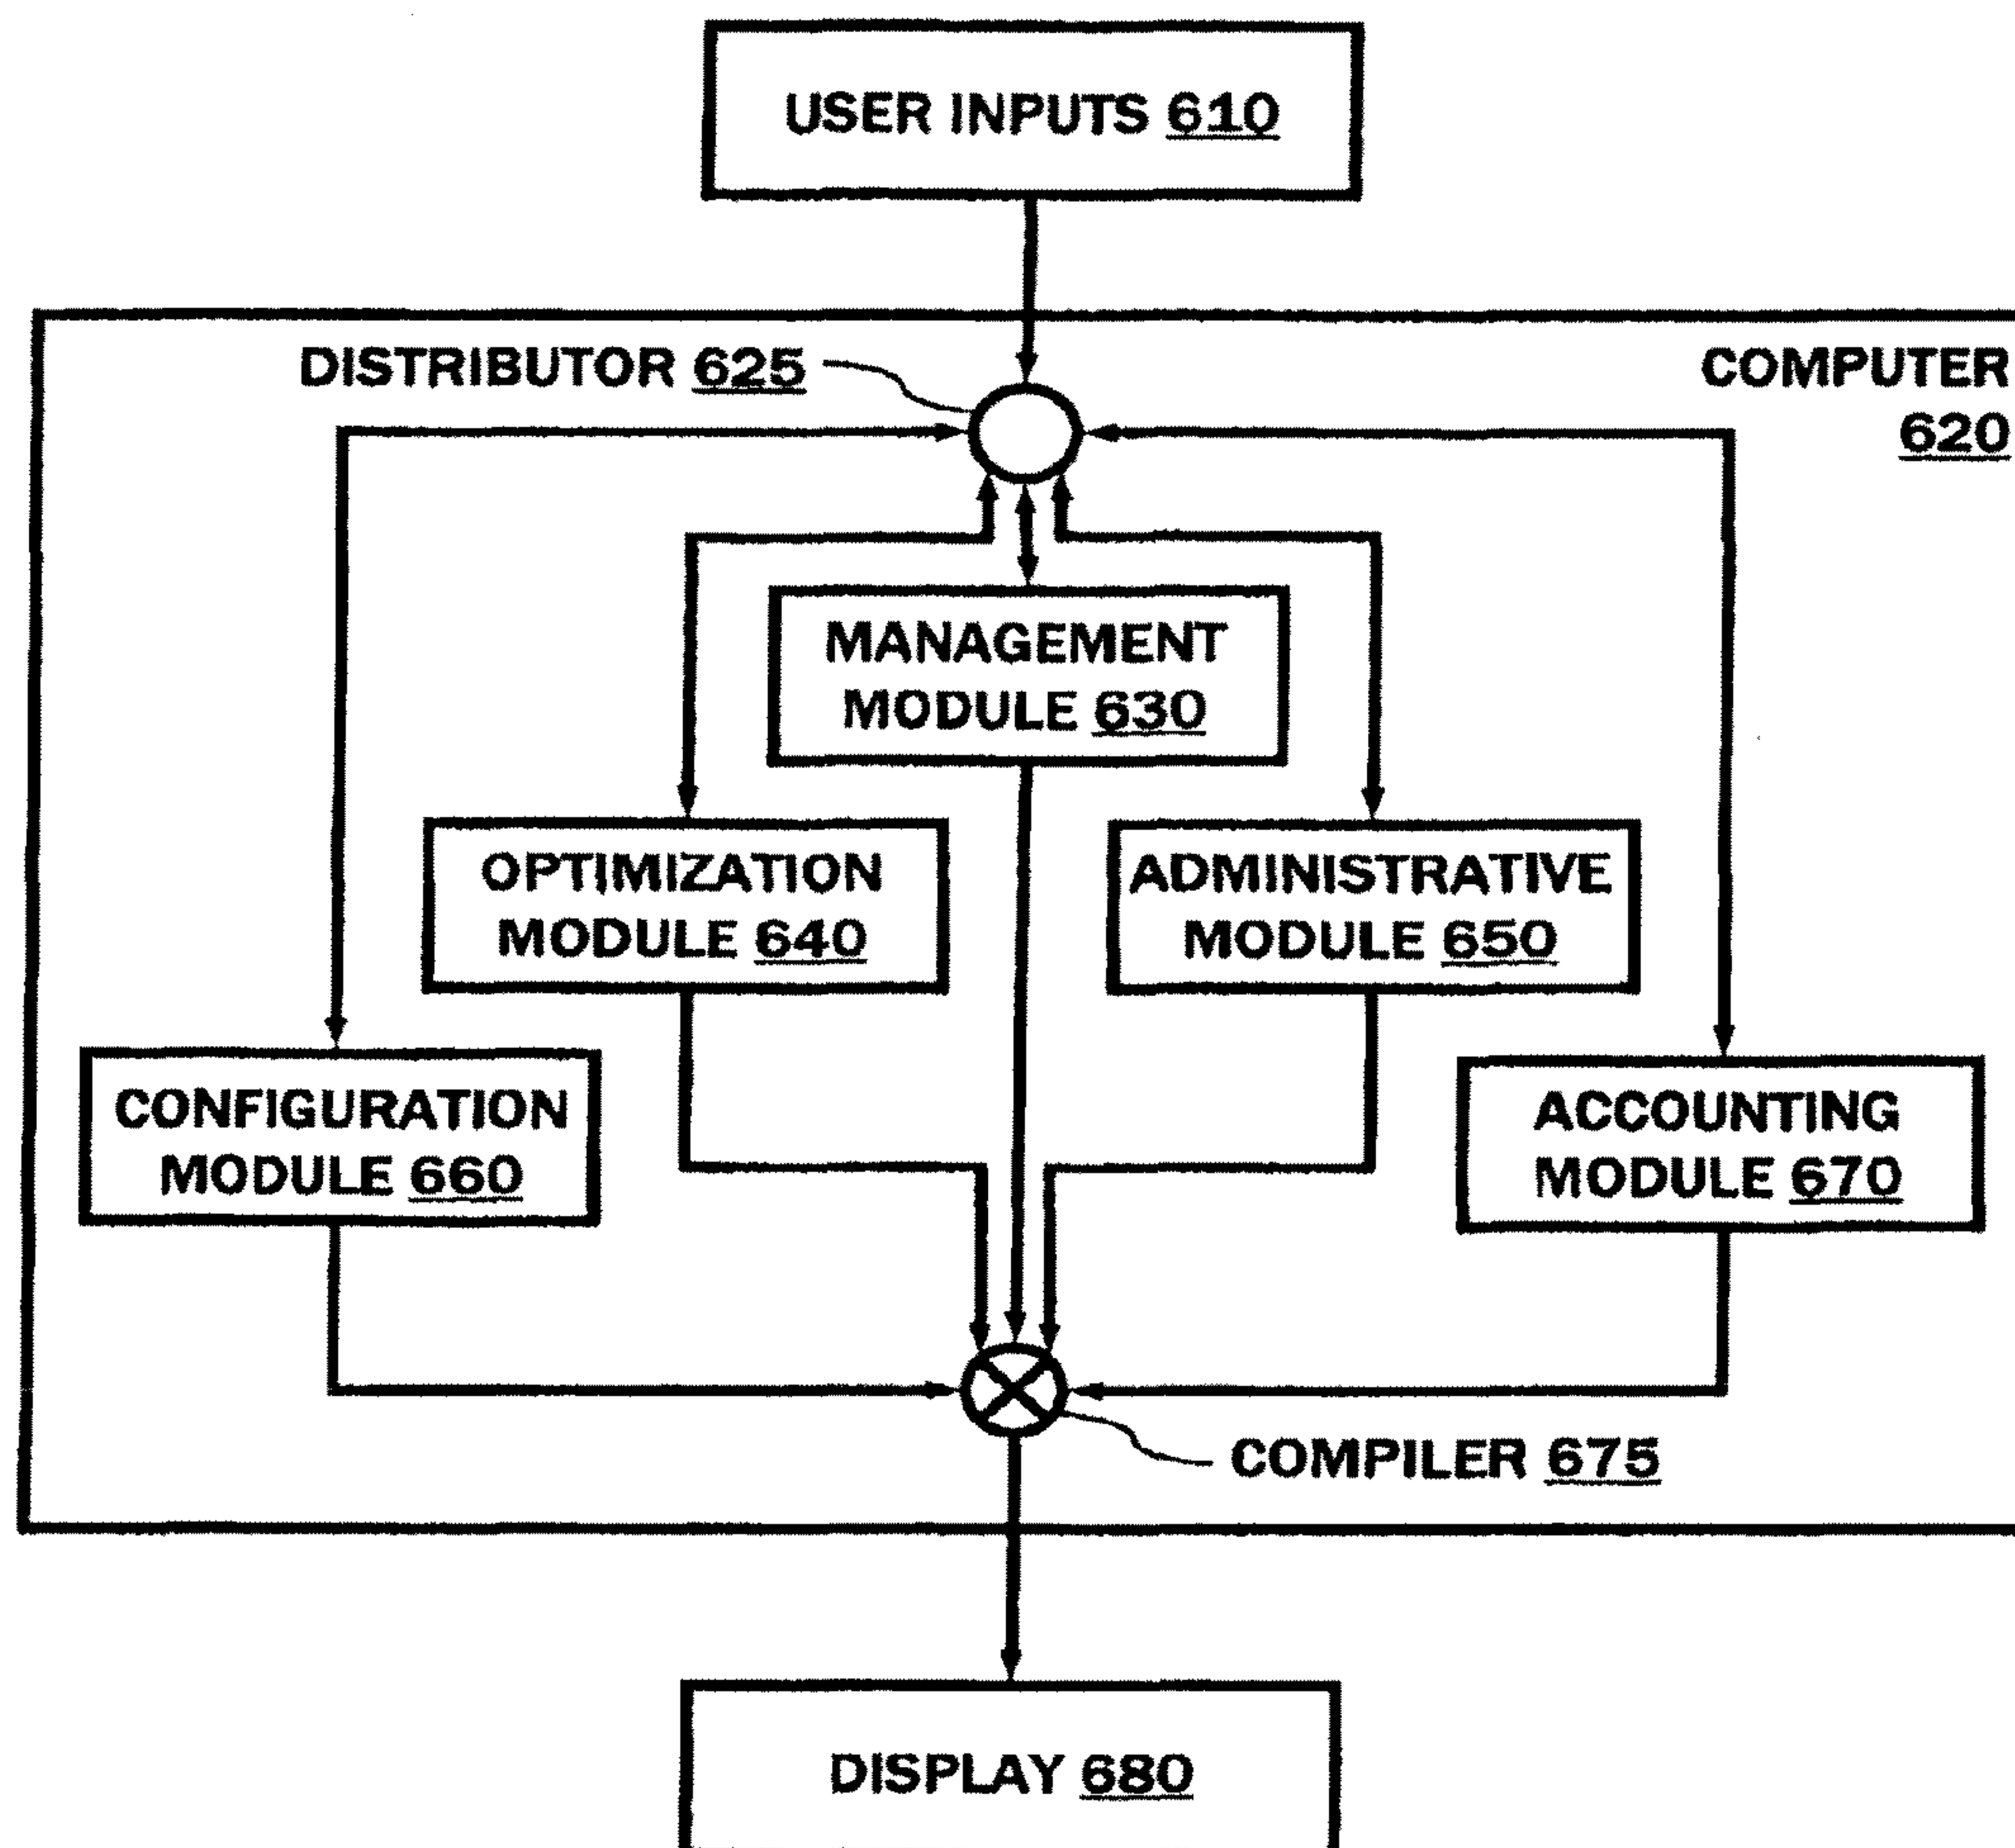 USER INPUTS 610
DISTRIBUTOR 625
COMPUTER
620
MANAGEMENT
MODULE 630
OPTIMIZATION
MODULE 640
ADMINISTRATIVE
MODULE 650
CONFIGURATION
MODULE 660
ACCOUNTING
MODULE 670
COMPILER 675
DISPLAY 680